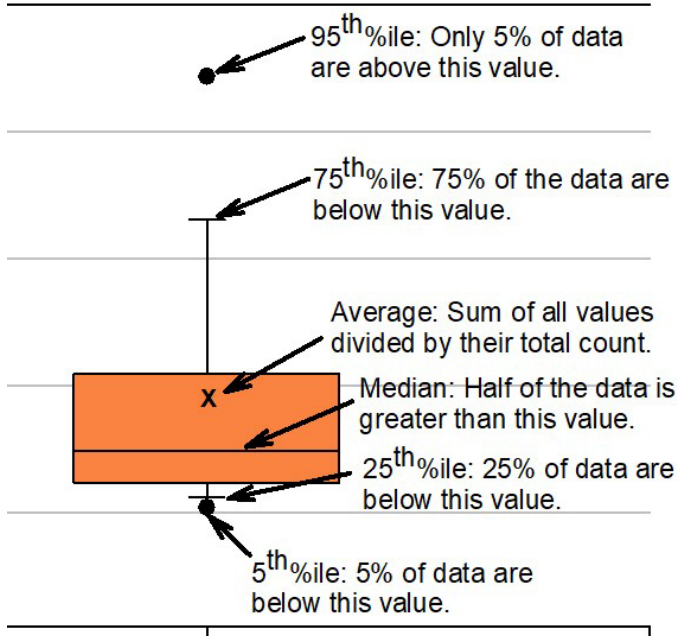 95th%ile: Only 5% of data
are above this value.
75th%ile: 75% of the data are
below this value.
Average: Sum of all values
divided by their total count.
X
Median: Half of the data is
greater than this value.
25th%ile: 25% of data are
below this value.
5th%ile: 5% of data are
below this value.